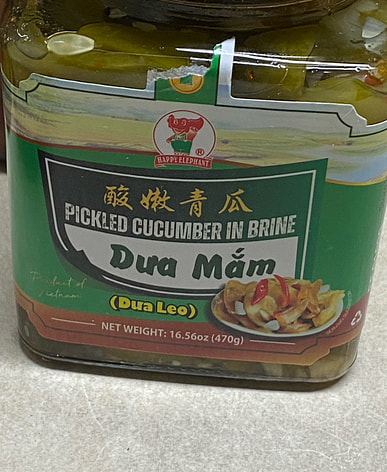 HAPPY ELEPHANT ®
酸嫩青瓜
PICKLED CUCUMBER IN BRINE
Dưa Mắm
(Dưa Leo)
Product of
Vietnam
NET WEIGHT: 16.56oz (470g)